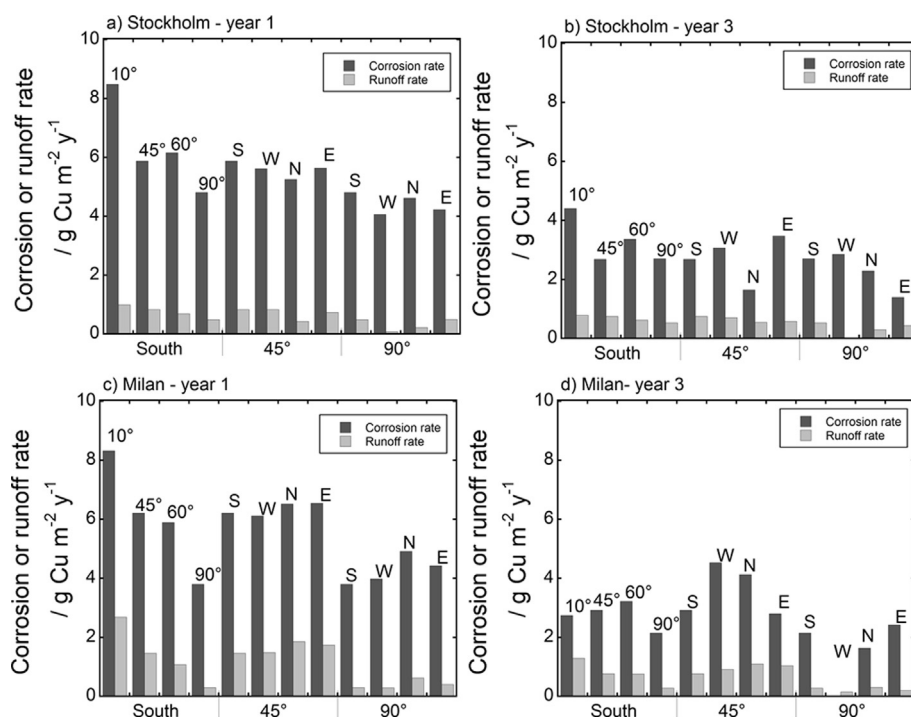 a) Stockholm - year 1
Corrosion or runoff rate
/ g Cu m⁻² y⁻¹
10
8
6
4
2
0
Corrosion rate
Runoff rate
10°
45°
60°
90°
S
W
N
E
S
W
N
E
South
45°
90°
b) Stockholm - year 3
Corrosion or runoff rate
/ g Cu m⁻² y⁻¹
10
8
6
4
2
0
Corrosion rate
Runoff rate
10°
45°
60°
90°
S
W
N
E
S
W
N
E
South
45°
90°
c) Milan - year 1
Corrosion or runoff rate
/ g Cu m⁻² y⁻¹
10
8
6
4
2
0
Corrosion rate
Runoff rate
10°
45°
60°
90°
S
W
N
E
S
W
N
E
South
45°
90°
d) Milan- year 3
Corrosion or runoff rate
/ g Cu m⁻² y⁻¹
10
8
6
4
2
0
Corrosion rate
Runoff rate
10°
45°
60°
90°
S
W
N
E
S
W
N
E
South
45°
90°